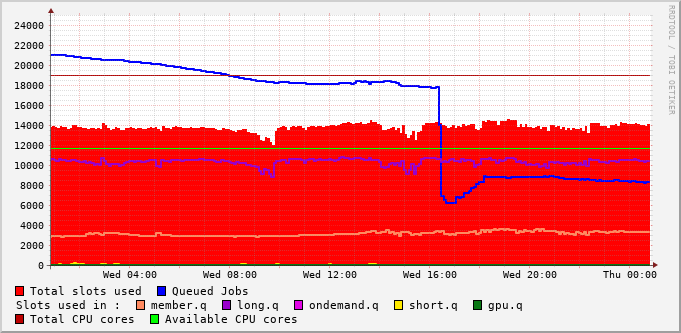 RRDTOOL / TOBI OETIKER
24000
22000
20000
18000
16000
14000
12000
10000
8000
6000
4000
2000
0
Wed 04:00 Wed 08:00 Wed 12:00 Wed 16:00 Wed 20:00 Thu 00:00
Total slots used Queued Jobs
Slots used in : member.q long.q ondemand.q short.q gpu.q
Total CPU cores Available CPU cores